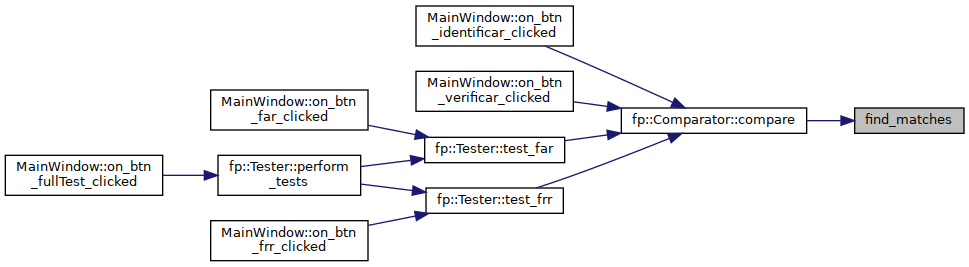 MainWindow::on_btn
_identificar_clicked
MainWindow::on_btn
_verificar_clicked
MainWindow::on_btn
_far_clicked
fp::Comparator::compare
find_matches
fp::Tester::test_far
MainWindow::on_btn
_fullTest_clicked
fp::Tester::perform
_tests
fp::Tester::test_frr
MainWindow::on_btn
_frr_clicked